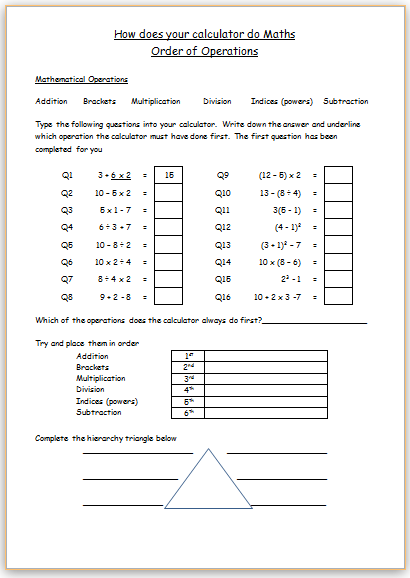 How does your calculator do Maths
Order of Operations
Mathematical Operations
Addition Brackets Multiplication Division Indices (powers) Subtraction
Type the following questions into your calculator. Write down the answer and underline
which operation the calculator must have done first. The first question has been
completed for you
Q1 3 + 6 x 2 = 15 Q9 (12 – 5) x 2 =
Q2 10 – 5 x 2 = Q10 13 – (8 ÷ 4) =
Q3 5 x 1 – 7 = Q11 3(5 – 1) =
Q4 6 ÷ 3 + 7 = Q12 (4 – 1)² =
Q5 10 – 8 ÷ 2 = Q13 (3 + 1)² – 7 =
Q6 10 x 2 ÷ 4 = Q14 10 x (8 – 6) =
Q7 8 ÷ 4 x 2 = Q15 2² – 1 =
Q8 9 + 2 – 8 = Q16 10 + 2 x 3 –7 =
Which of the operations does the calculator always do first?
Try and place them in order
Addition 1st
Brackets 2nd
Multiplication 3rd
Division 4th
Indices (powers) 5th
Subtraction 6th
Complete the hierarchy triangle below